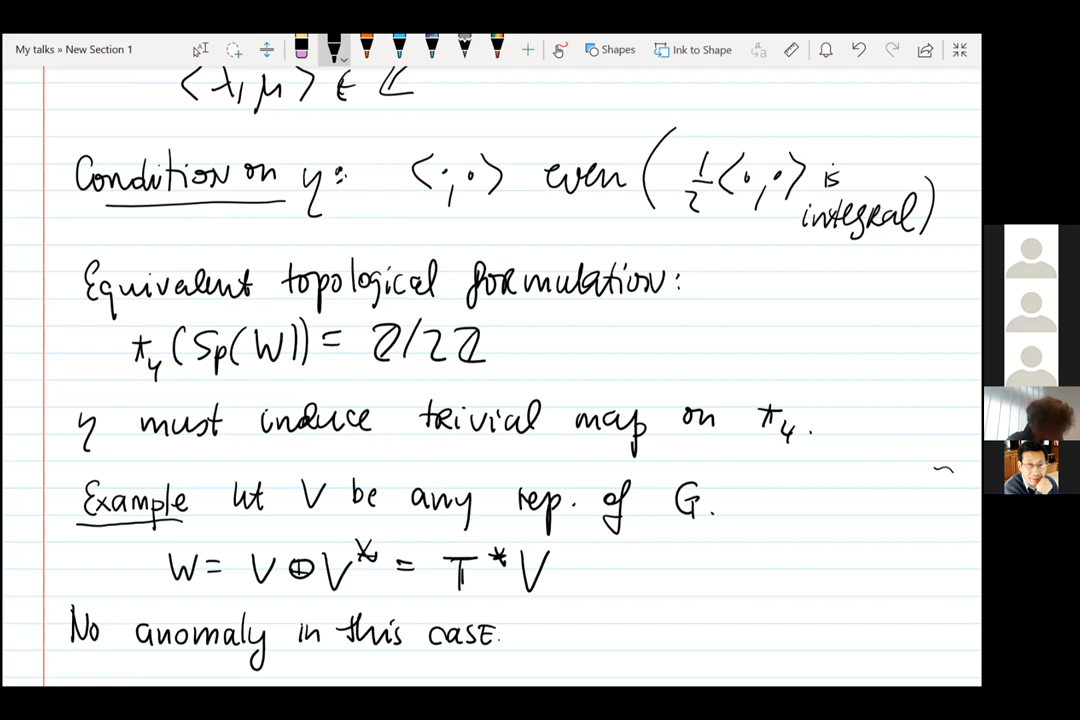 My talks » New Section 1
Shapes
Ink to Shape
<λ, μ> ∈ ℤ
Condition on η: <·,·> even ( 1/2 <·,·> is integral )
Equivalent topological formulation:
π₄(Sp(W)) = ℤ/2ℤ
η must induce trivial map on π₄.
Example let V be any rep. of G.
W = V ⊕ V* = T*V
No anomaly in this case.